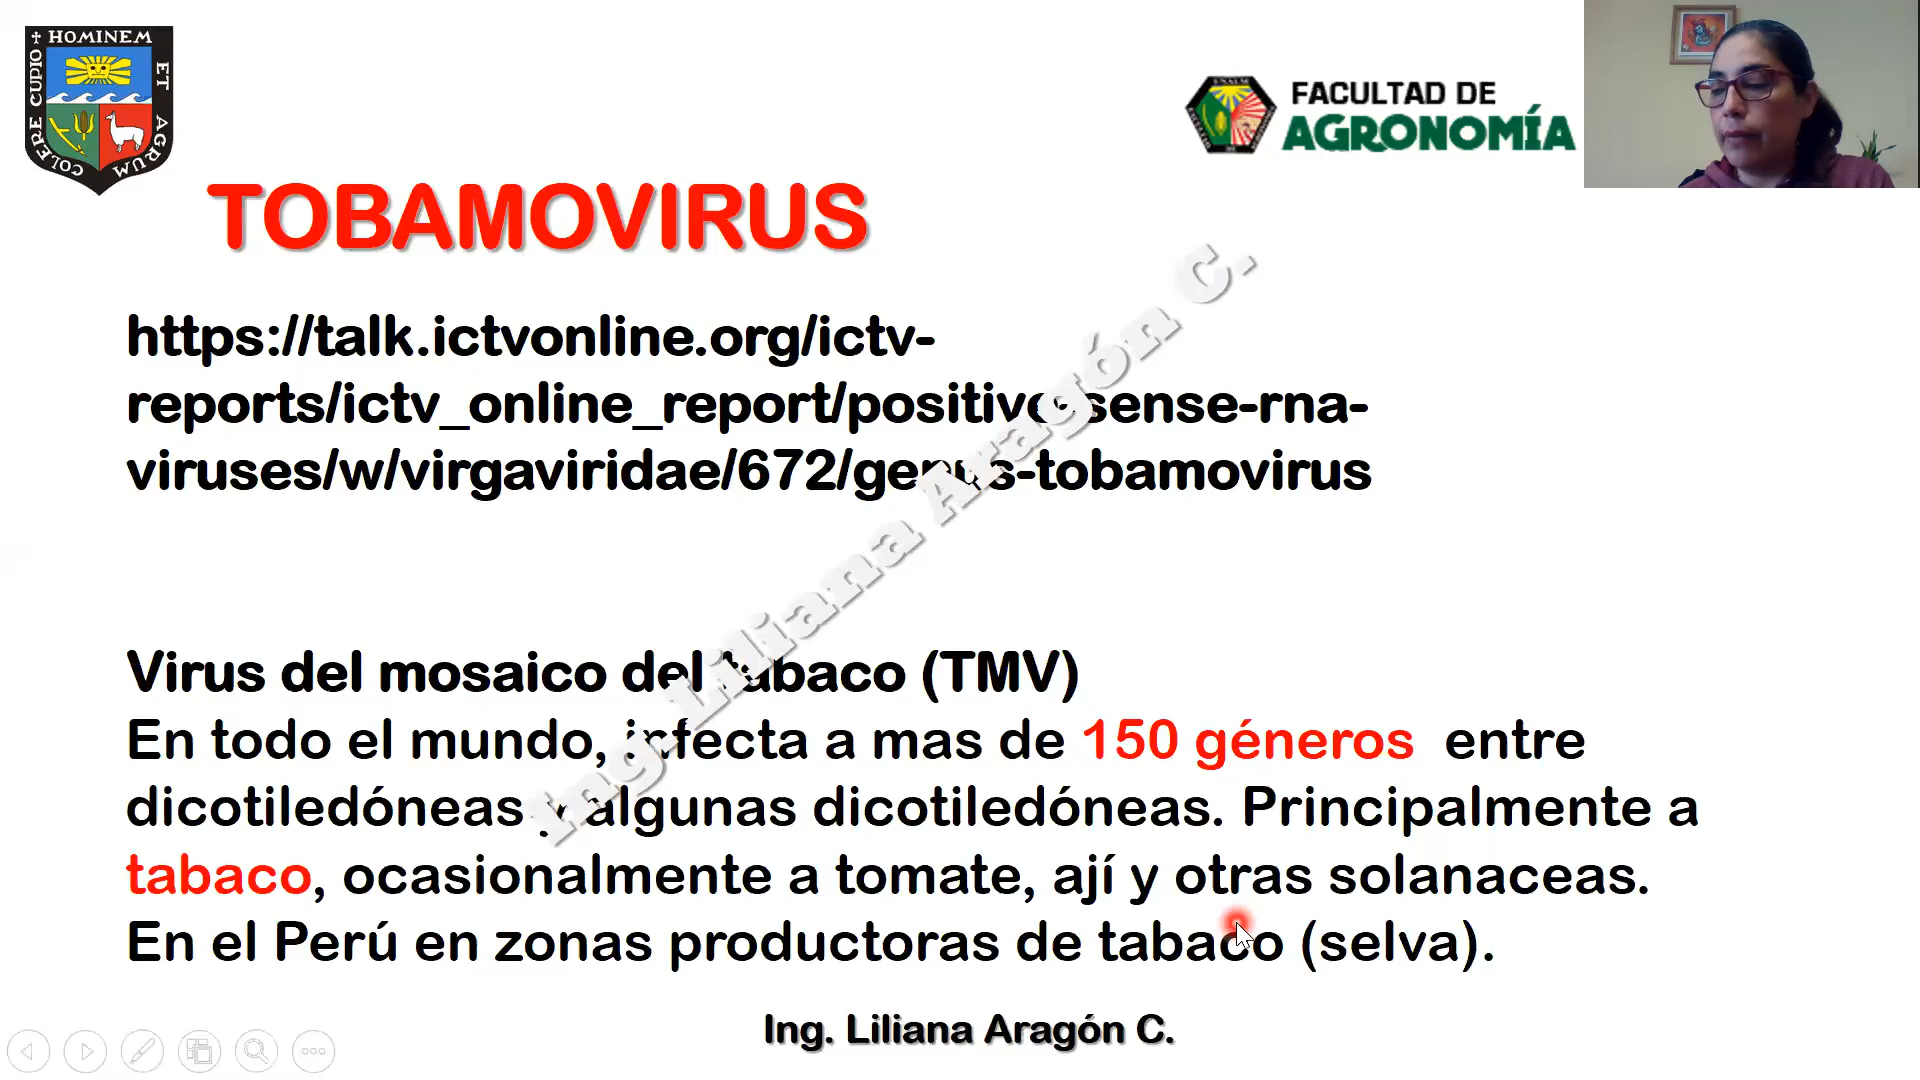 ✝ HOMINEM ET AGRUM COLERE CUPIO
FACULTAD DE
AGRONOMÍA
TOBAMOVIRUS
https://talk.ictvonline.org/ictv-
reports/ictv_online_report/positive-sense-rna-
viruses/w/virgaviridae/672/genus-tobamovirus
Ing. Liliana Aragón C.
Virus del mosaico del tabaco (TMV)
En todo el mundo, infecta a mas de 150 géneros entre
dicotiledóneas y algunas dicotiledóneas. Principalmente a
tabaco, ocasionalmente a tomate, ají y otras solanaceas.
En el Perú en zonas productoras de tabaco (selva).
Ing. Liliana Aragón C.